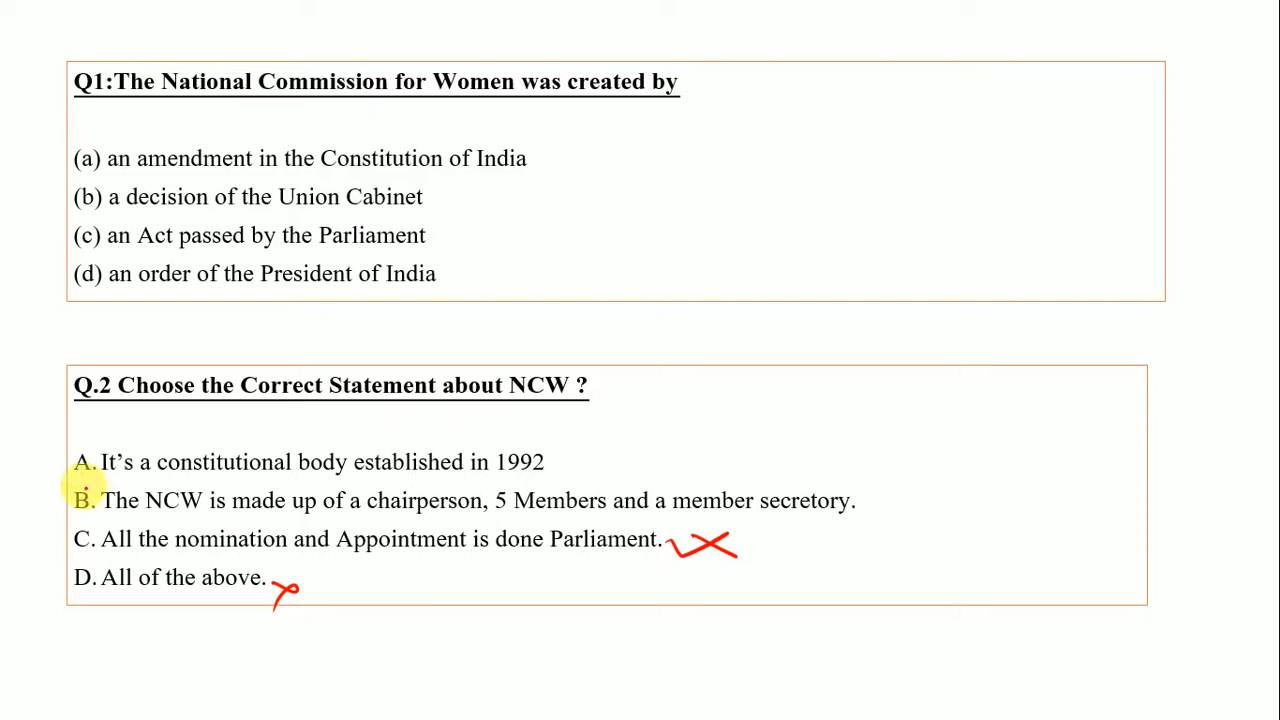 Q1:The National Commission for Women was created by
(a) an amendment in the Constitution of India
(b) a decision of the Union Cabinet
(c) an Act passed by the Parliament
(d) an order of the President of India
Q.2 Choose the Correct Statement about NCW ?
A. It’s a constitutional body established in 1992
B. The NCW is made up of a chairperson, 5 Members and a member secretory.
C. All the nomination and Appointment is done Parliament.
D. All of the above.